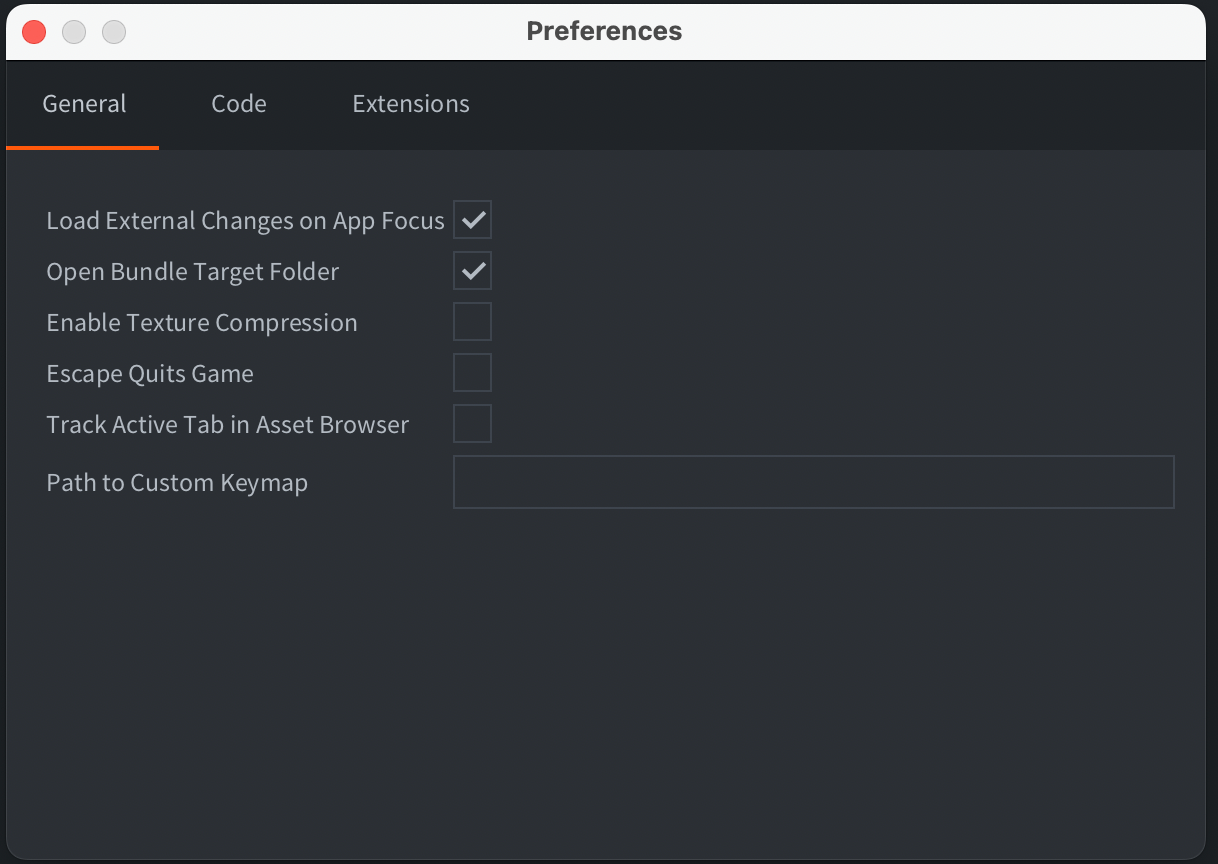 Preferences
General Code Extensions
Load External Changes on App Focus
Open Bundle Target Folder
Enable Texture Compression
Escape Quits Game
Track Active Tab in Asset Browser
Path to Custom Keymap